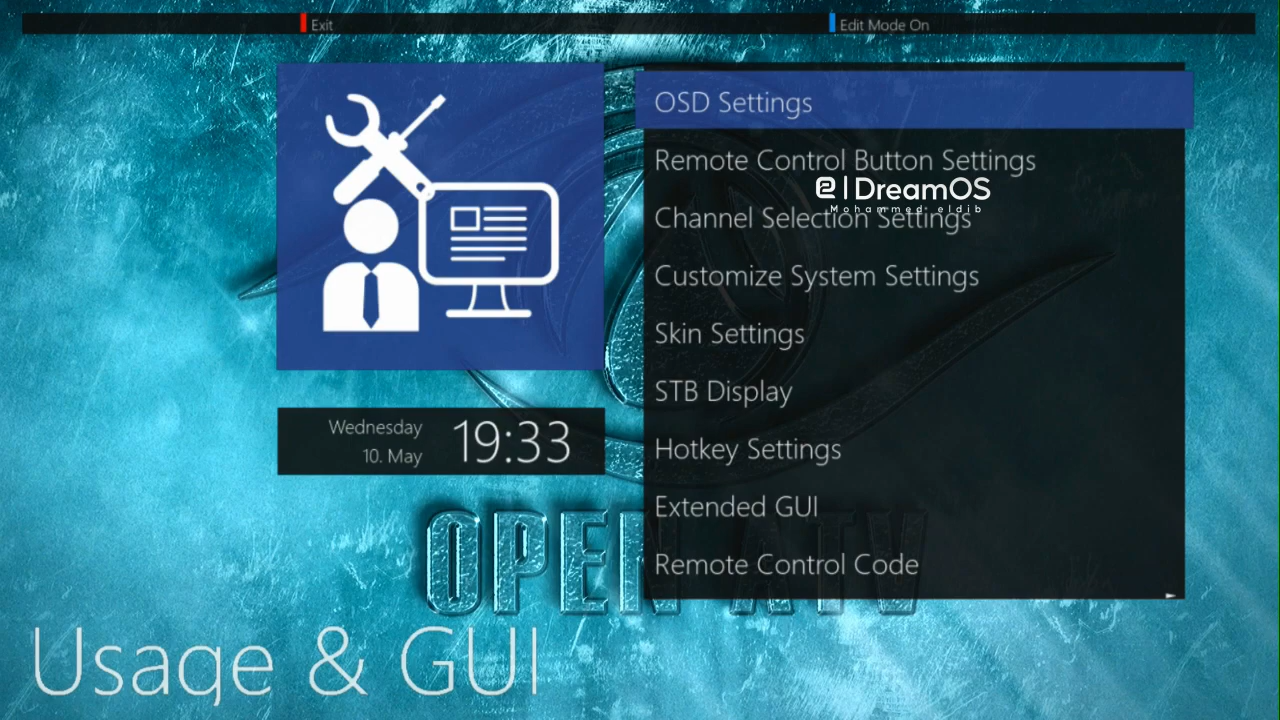 Exit
Edit Mode On
OSD Settings
Remote Control Button Settings
DreamOS
Mohammed eldib
Channel Selection Settings
Customize System Settings
Skin Settings
STB Display
Hotkey Settings
Extended GUI
Remote Control Code
Wednesday
10. May
19:33
OPEN ATV
Usage & GUI